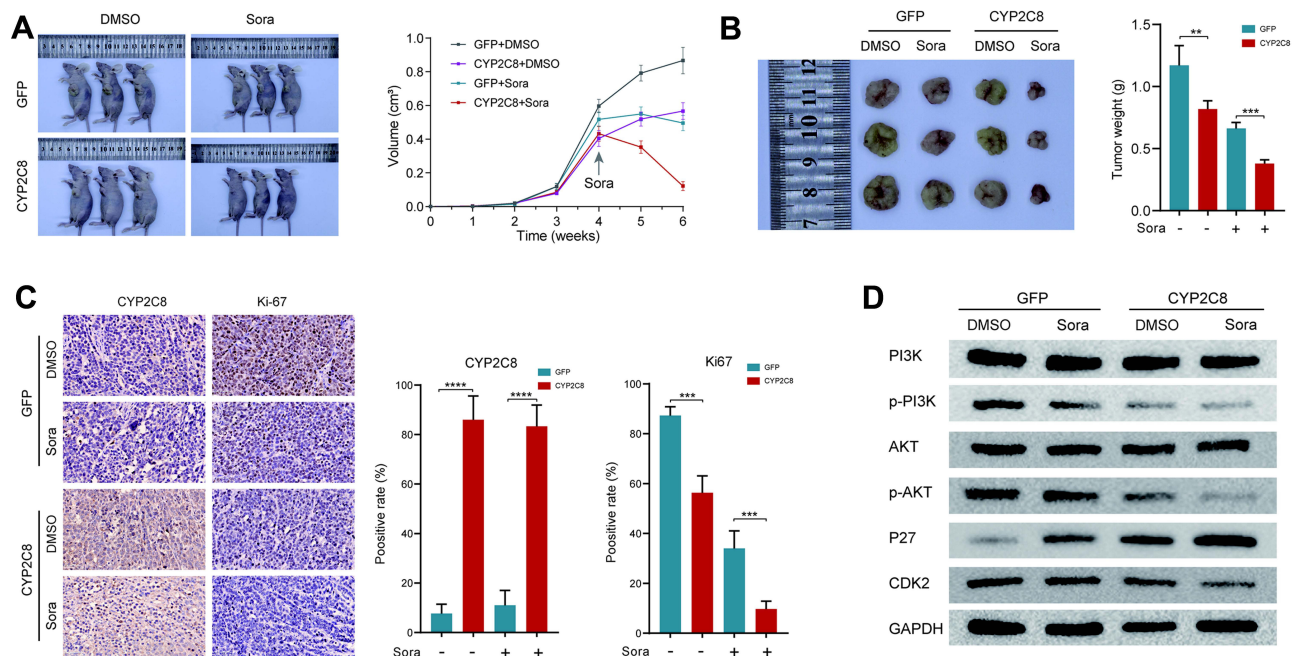 A
DMSO
Sora
GFP
CYP2C8
GFP+DMSO
CYP2C8+DMSO
GFP+Sora
CYP2C8+Sora
Volume (cm³)
1.0
0.8
0.6
0.4
0.2
0.0
Sora
0 1 2 3 4 5 6
Time (weeks)
B
GFP CYP2C8
DMSO Sora DMSO Sora
mm
12
11
10
9
8
7
GFP
CYP2C8
Tumor weight (g)
1.5
1.0
0.5
0.0
** ***
Sora - - + +
C
CYP2C8 Ki-67
GFP
DMSO
Sora
CYP2C8
DMSO
Sora
CYP2C8
GFP
CYP2C8
Poositive rate (%)
100
80
60
40
20
0
**** ****
Sora - - + +
Ki67
GFP
CYP2C8
Poositive rate (%)
100
80
60
40
20
0
*** ***
- - + +
D
GFP CYP2C8
DMSO Sora DMSO Sora
PI3K
p-PI3K
AKT
p-AKT
P27
CDK2
GAPDH